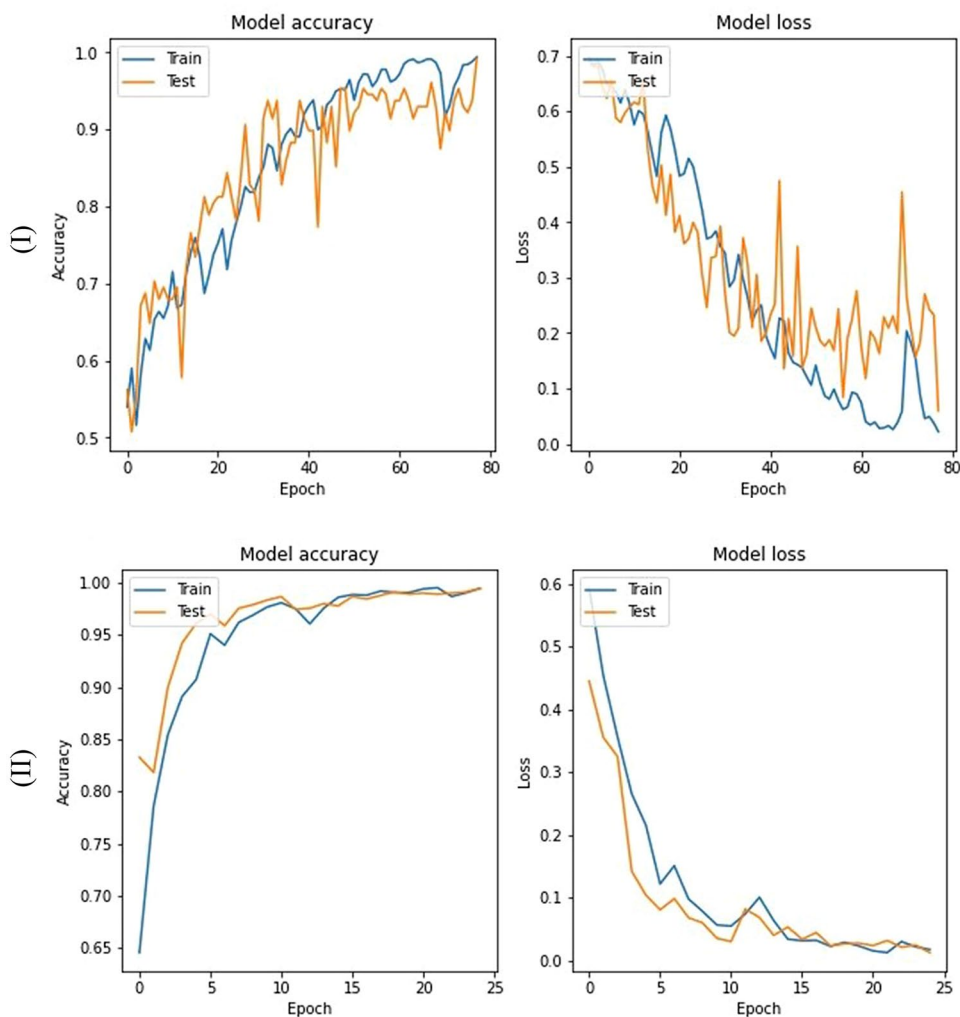 (I)
Model accuracy
Train
Test
Accuracy
1.0
0.9
0.8
0.7
0.6
0.5
0 20 40 60 80
Epoch
Model loss
Train
Test
Loss
0.7
0.6
0.5
0.4
0.3
0.2
0.1
0.0
0 20 40 60 80
Epoch
(II)
Model accuracy
Train
Test
Accuracy
1.00
0.95
0.90
0.85
0.80
0.75
0.70
0.65
0 5 10 15 20 25
Epoch
Model loss
Train
Test
Loss
0.6
0.5
0.4
0.3
0.2
0.1
0.0
0 5 10 15 20 25
Epoch